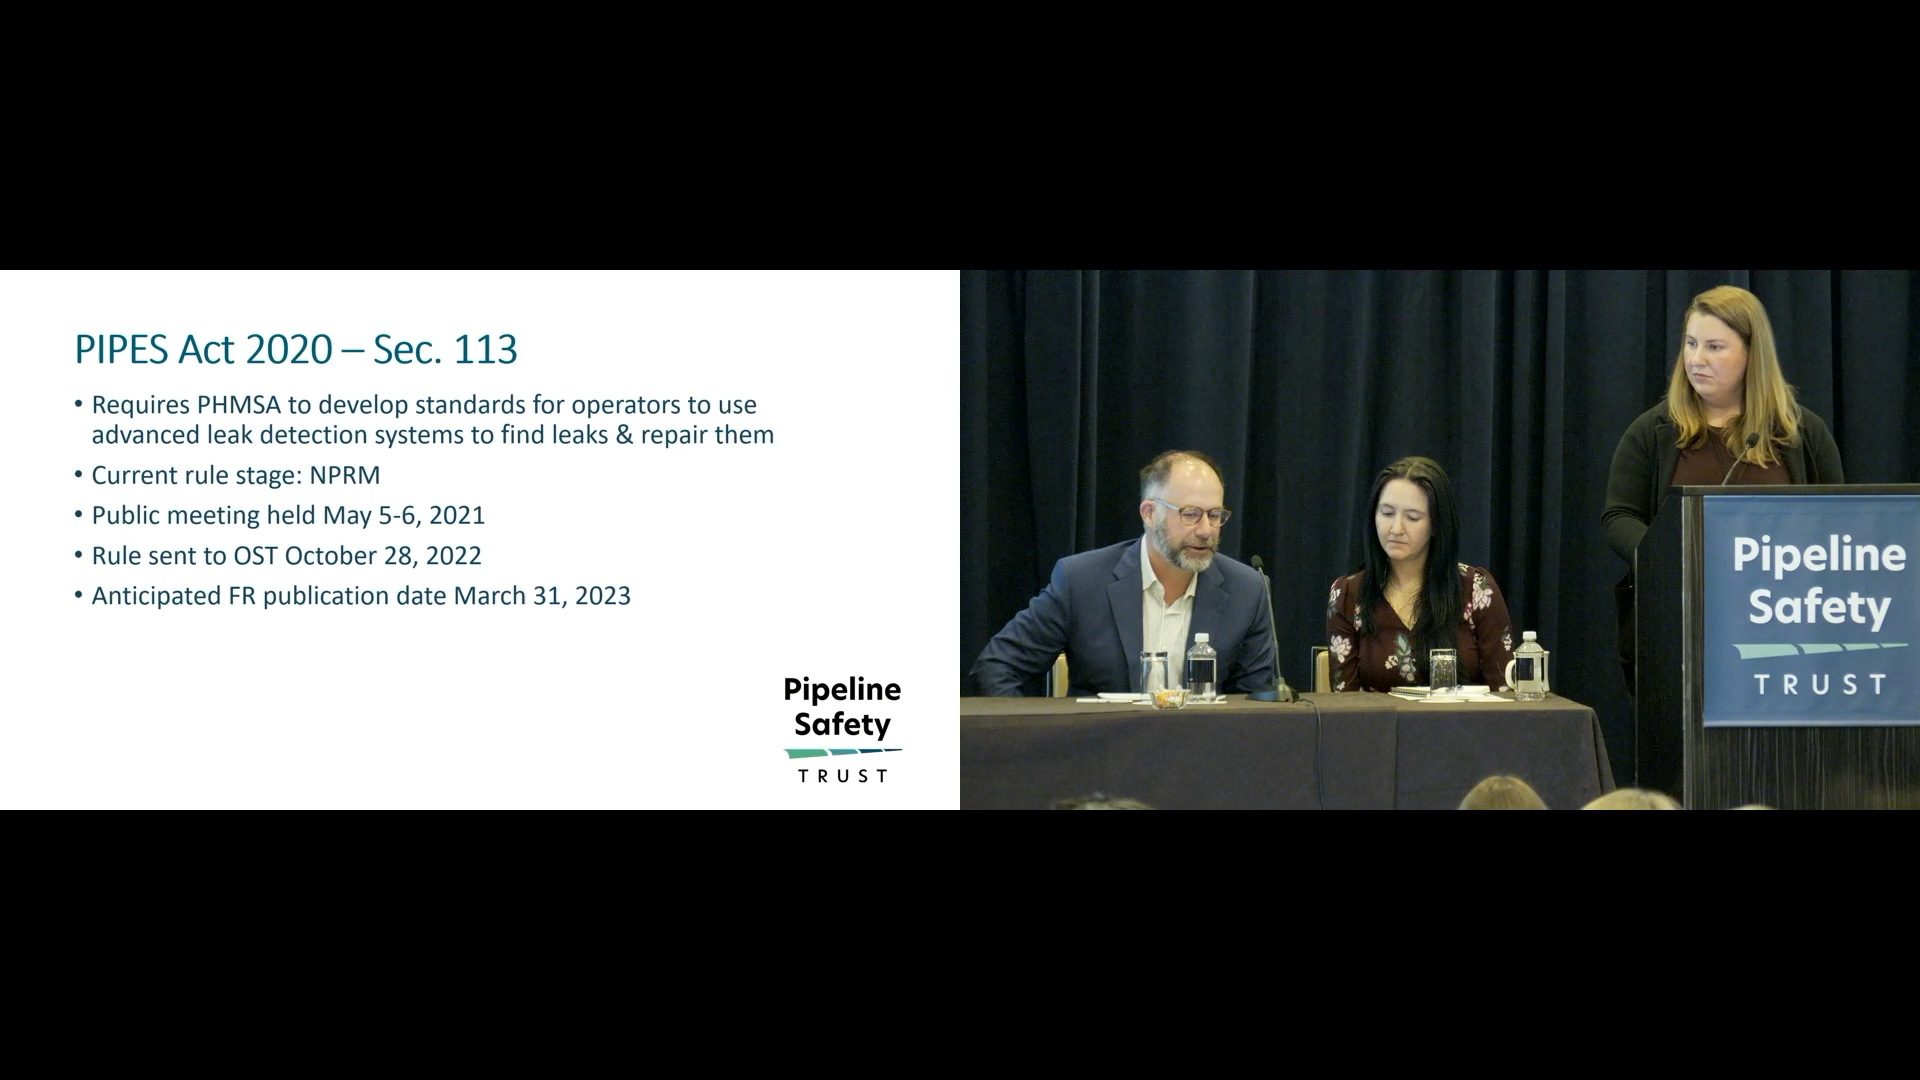 PIPES Act 2020 – Sec. 113
• Requires PHMSA to develop standards for operators to use
advanced leak detection systems to find leaks & repair them
• Current rule stage: NPRM
• Public meeting held May 5-6, 2021
• Rule sent to OST October 28, 2022
• Anticipated FR publication date March 31, 2023
Pipeline
Safety
TRUST
Pipeline
Safety
TRUST